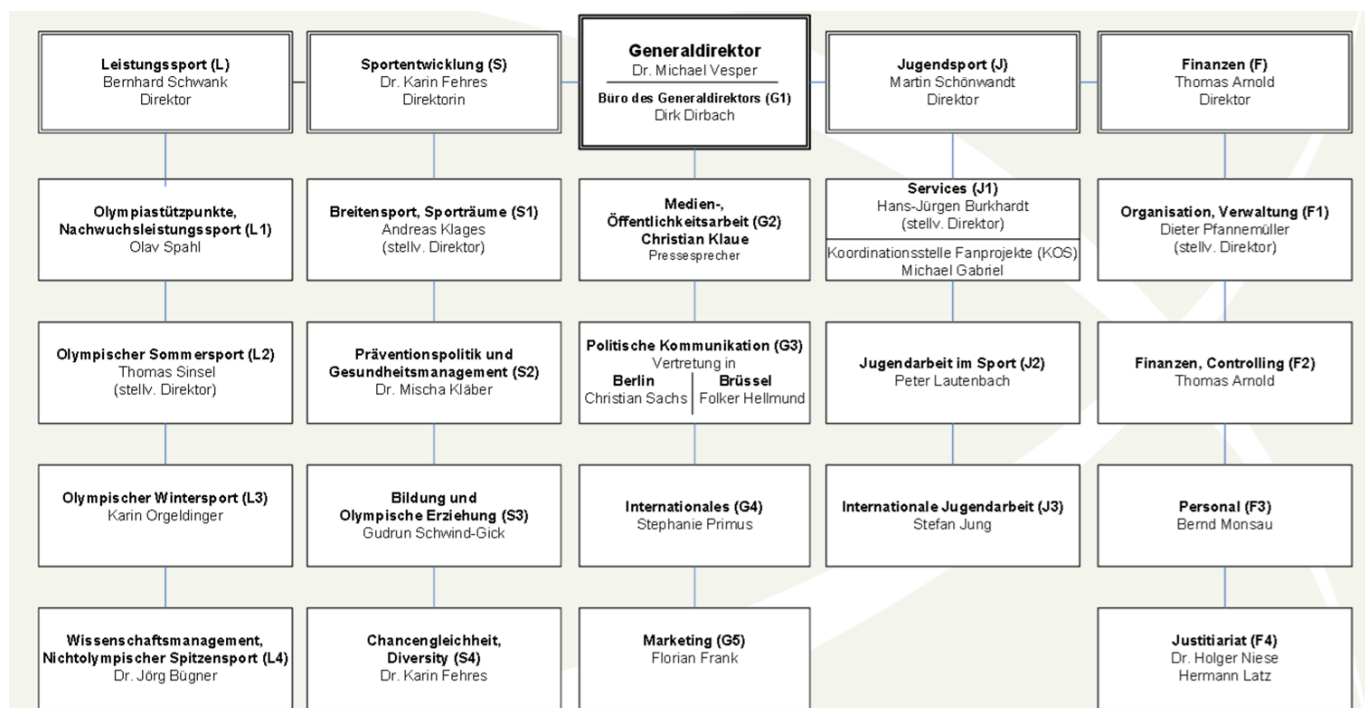 Leistungssport (L)
Bernhard Schwank
Direktor
Sportentwicklung (S)
Dr. Karin Fehres
Direktorin
Generaldirektor
Dr. Michael Vesper
Büro des Generaldirektors (G1)
Dirk Dirbach
Jugendsport (J)
Martin Schönwandt
Direktor
Finanzen (F)
Thomas Arnold
Direktor
Olympiastützpunkte,
Nachwuchsleistungssport (L1)
Olav Spahl
Breitensport, Sporträume (S1)
Andreas Klages
(stellv. Direktor)
Medien-,
Öffentlichkeitsarbeit (G2)
Christian Klaue
Pressesprecher
Services (J1)
Hans-Jürgen Burkhardt
(stellv. Direktor)
Koordinationsstelle Fanprojekte (KOS)
Michael Gabriel
Organisation, Verwaltung (F1)
Dieter Pfannemüller
(stellv. Direktor)
Olympischer Sommersport (L2)
Thomas Sinsel
(stellv. Direktor)
Präventionspolitik und
Gesundheitsmanagement (S2)
Dr. Mischa Kläber
Politische Kommunikation (G3)
Vertretung in
Berlin
Christian Sachs
Brüssel
Folker Hellmund
Jugendarbeit im Sport (J2)
Peter Lautenbach
Finanzen, Controlling (F2)
Thomas Arnold
Olympischer Wintersport (L3)
Karin Orgeldinger
Bildung und
Olympische Erziehung (S3)
Gudrun Schwind-Gick
Internationales (G4)
Stephanie Primus
Internationale Jugendarbeit (J3)
Stefan Jung
Personal (F3)
Bernd Monsau
Wissenschaftsmanagement,
Nichtolympischer Spitzensport (L4)
Dr. Jörg Bügner
Chancengleichheit,
Diversity (S4)
Dr. Karin Fehres
Marketing (G5)
Florian Frank
Justitiariat (F4)
Dr. Holger Niese
Hermann Latz